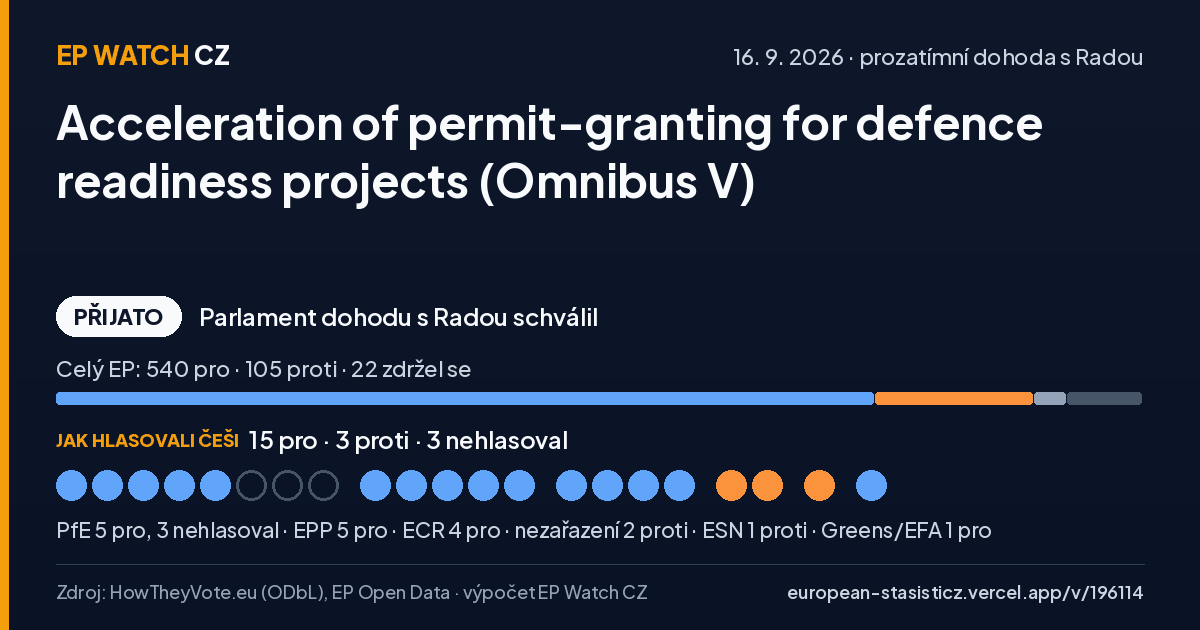 EP WATCH CZ
16. 9. 2026 · prozatímní dohoda s Radou
Acceleration of permit-granting for defence
readiness projects (Omnibus V)
PŘIJATO Parlament dohodu s Radou schválil
Celý EP: 540 pro · 105 proti · 22 zdržel se
JAK HLASOVALI ČEŠI 15 pro · 3 proti · 3 nehlasoval
PfE 5 pro, 3 nehlasoval · EPP 5 pro · ECR 4 pro · nezařazení 2 proti · ESN 1 proti · Greens/EFA 1 pro
Zdroj: HowTheyVote.eu (ODbL), EP Open Data · výpočet EP Watch CZ
european-stasisticz.vercel.app/v/196114